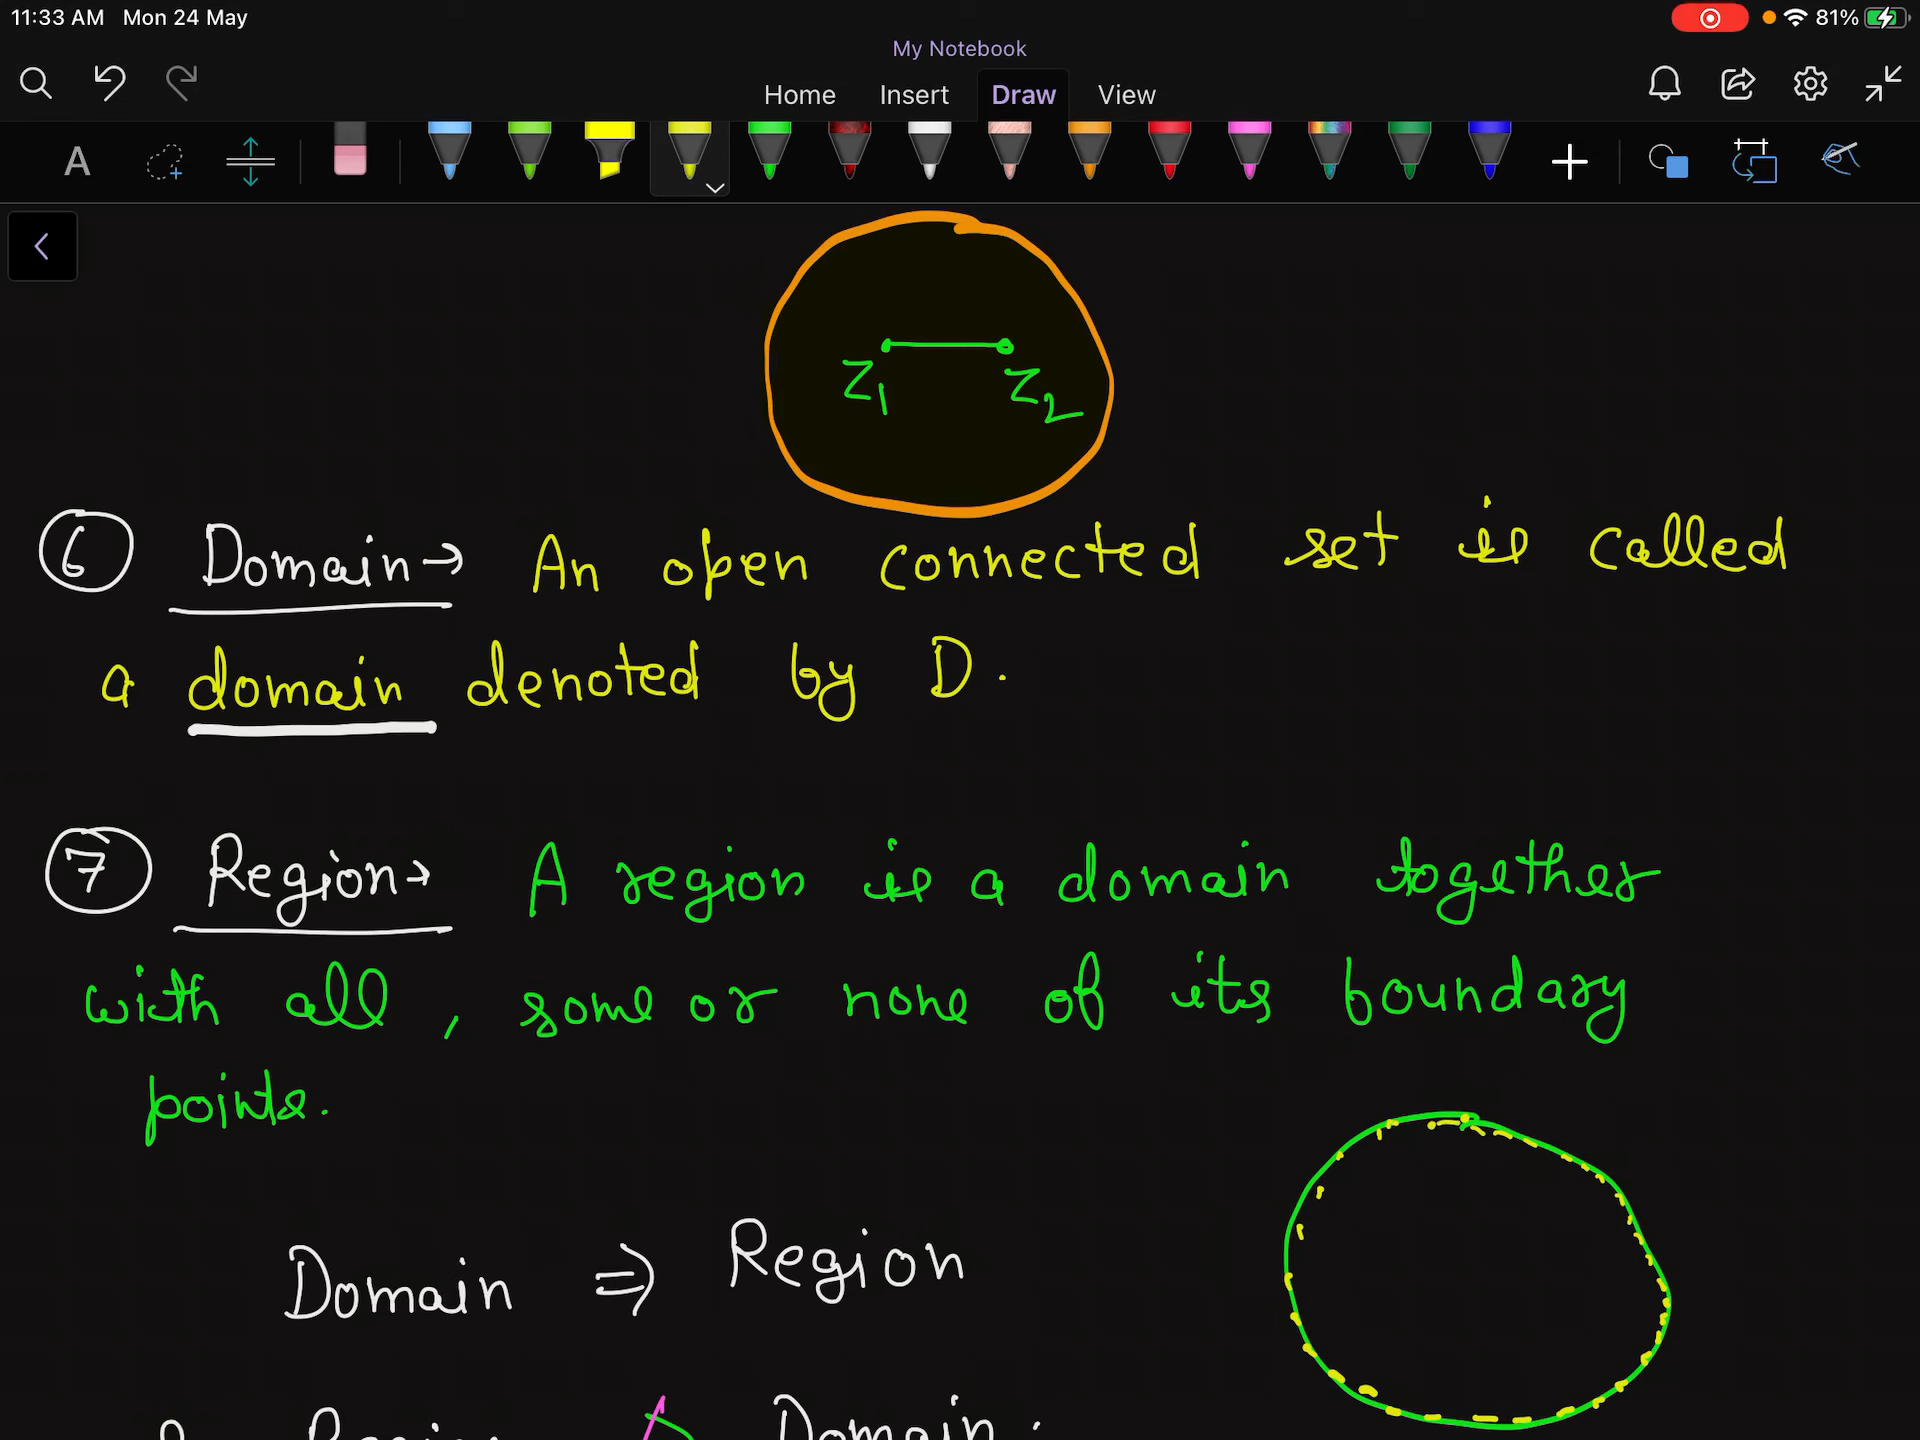 11:33 AM Mon 24 May
81%
My Notebook
Home Insert Draw View
A
Z1 Z2
6 Domain → An open connected set is called
a domain denoted by D.
7 Region → A region is a domain together
with all, some or none of its boundary
points.
Domain ⇒ Region
Domain.